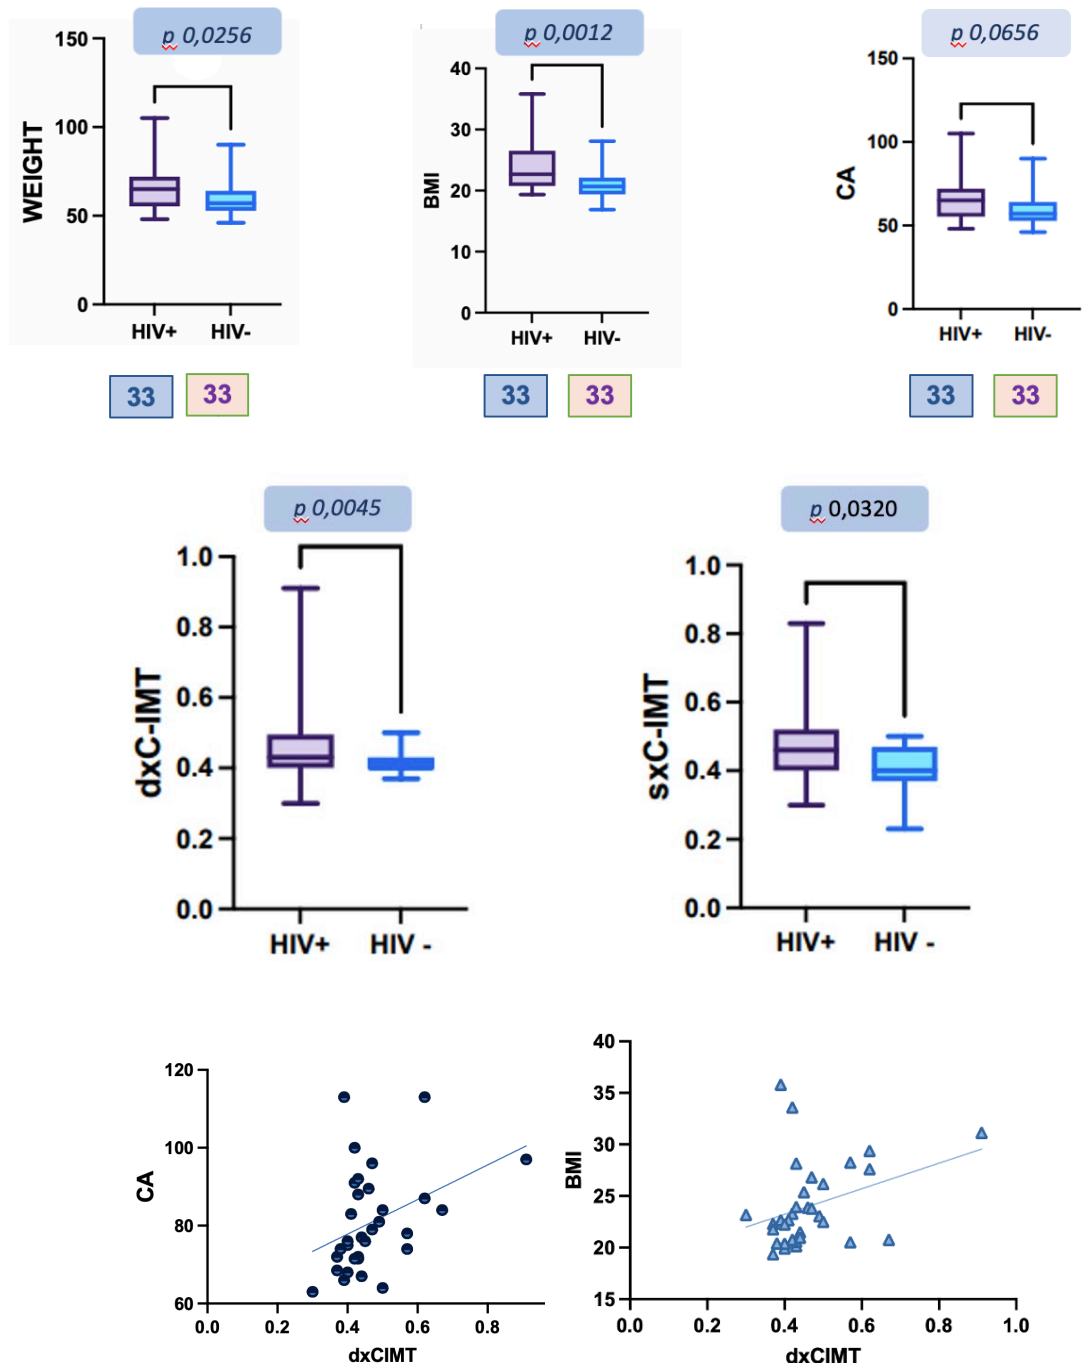 p 0,0256
p 0,0012
p 0,0656
150
100
50
0
WEIGHT
HIV+ HIV-
40
30
20
10
0
BMI
HIV+ HIV-
150
100
50
0
CA
HIV+ HIV-
33 33
33 33
33 33
p 0,0045
p 0,0320
1.0
0.8
0.6
0.4
0.2
0.0
dxC-IMT
HIV+ HIV -
1.0
0.8
0.6
0.4
0.2
0.0
sxC-IMT
HIV+ HIV -
120
100
80
60
CA
0.0 0.2 0.4 0.6 0.8
dxCIMT
40
35
30
25
20
15
BMI
0.0 0.2 0.4 0.6 0.8 1.0
dxCIMT